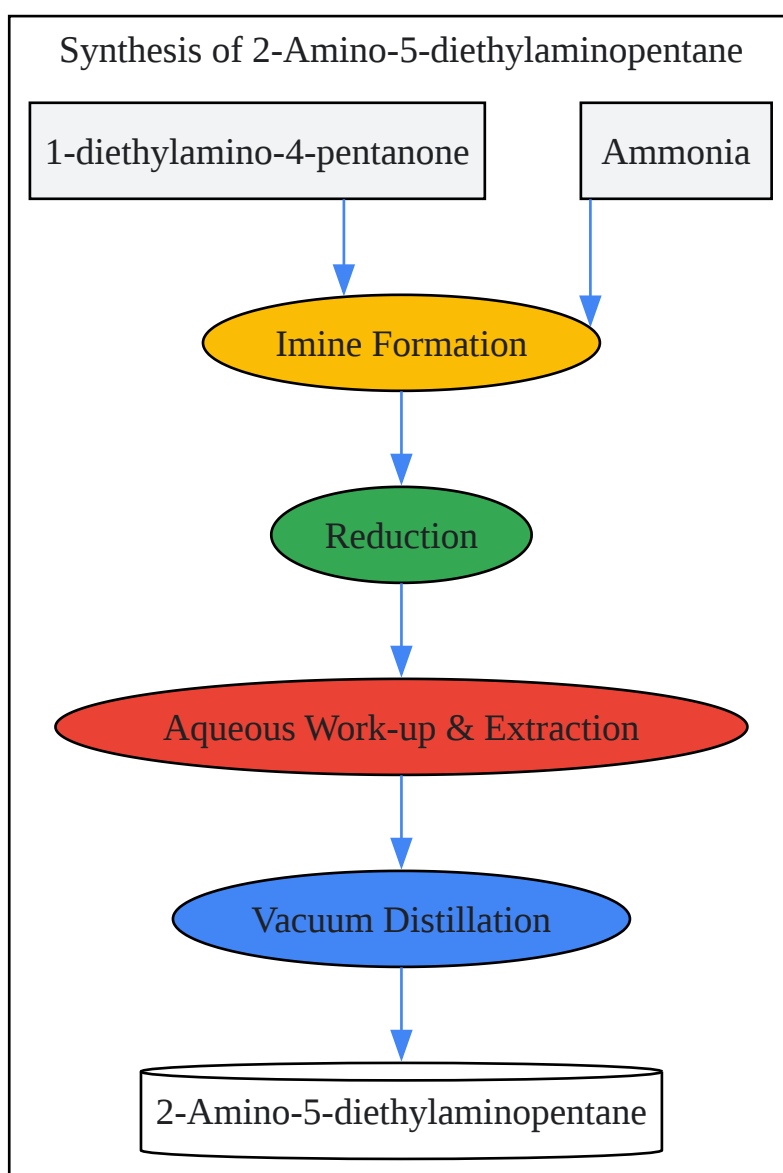 Synthesis of 2-Amino-5-diethylaminopentane
1-diethylamino-4-pentanone
Ammonia
Imine Formation
Reduction
Aqueous Work-up & Extraction
Vacuum Distillation
2-Amino-5-diethylaminopentane